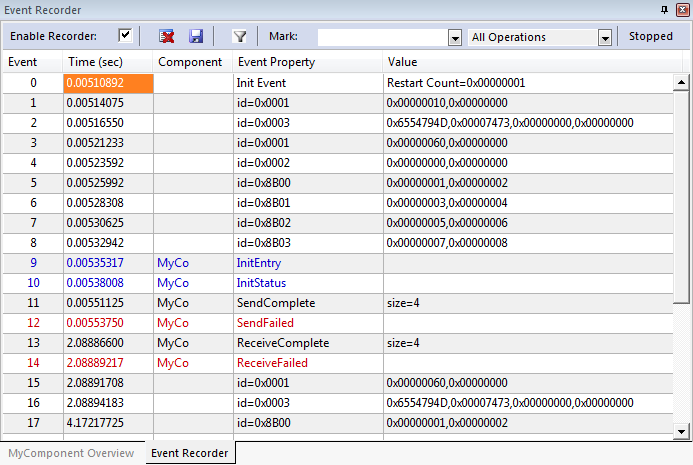 Event Recorder
Enable Recorder: Mark: All Operations Stopped
Event Time (sec) Component Event Property Value
0 0.00510892 Init Event Restart Count=0x00000001
1 0.00514075 id=0x0001 0x00000010,0x00000000
2 0.00516550 id=0x0003 0x6554794D,0x00007473,0x00000000,0x00000000
3 0.00521233 id=0x0001 0x00000060,0x00000000
4 0.00523592 id=0x0002 0x00000000,0x00000000
5 0.00525992 id=0x8B00 0x00000001,0x00000002
6 0.00528308 id=0x8B01 0x00000003,0x00000004
7 0.00530625 id=0x8B02 0x00000005,0x00000006
8 0.00532942 id=0x8B03 0x00000007,0x00000008
9 0.00535317 MyCo InitEntry
10 0.00538008 MyCo InitStatus
11 0.00551125 MyCo SendComplete size=4
12 0.00553750 MyCo SendFailed
13 2.08886600 MyCo ReceiveComplete size=4
14 2.08889217 MyCo ReceiveFailed
15 2.08891708 id=0x0001 0x00000060,0x00000000
16 2.08894183 id=0x0003 0x6554794D,0x00007473,0x00000000,0x00000000
17 4.17217725 id=0x8B00 0x00000001,0x00000002
MyComponent Overview Event Recorder